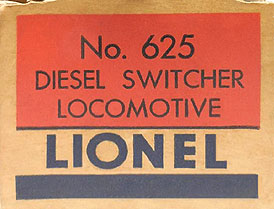 No. 625
DIESEL SWITCHER
LOCOMOTIVE
LIONEL